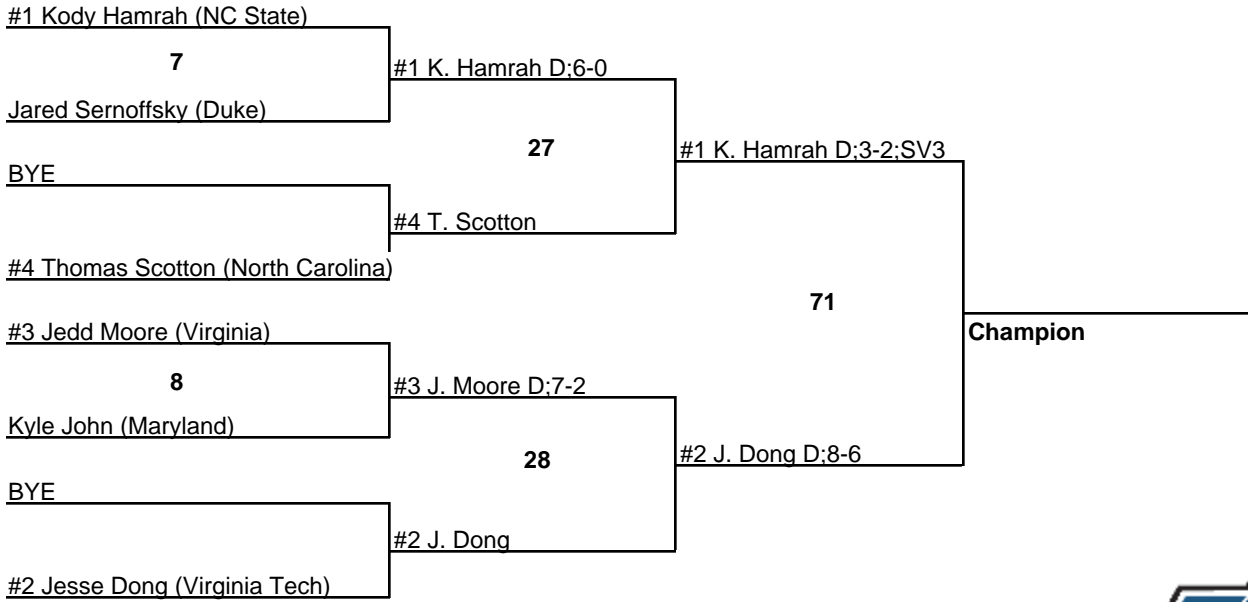 #1 Kody Hamrah (NC State)
7
#1 K. Hamrah D;6-0
Jared Sernoffsky (Duke)
27
#1 K. Hamrah D;3-2;SV3
BYE
#4 T. Scotton
#4 Thomas Scotton (North Carolina)
71
#3 Jedd Moore (Virginia)
Champion
8
#3 J. Moore D;7-2
Kyle John (Maryland)
28
#2 J. Dong D;8-6
BYE
#2 J. Dong
#2 Jesse Dong (Virginia Tech)